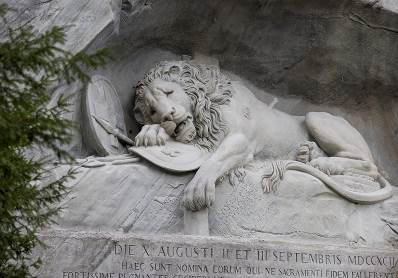 DIE X AUGUSTI II ET III SEPTEMBRIS MDCCXCII
HAEC SUNT NOMINA EORUM QUI NE SACRAMENTI FIDEM FALLERENT
FORTISSIME PUGNANTES